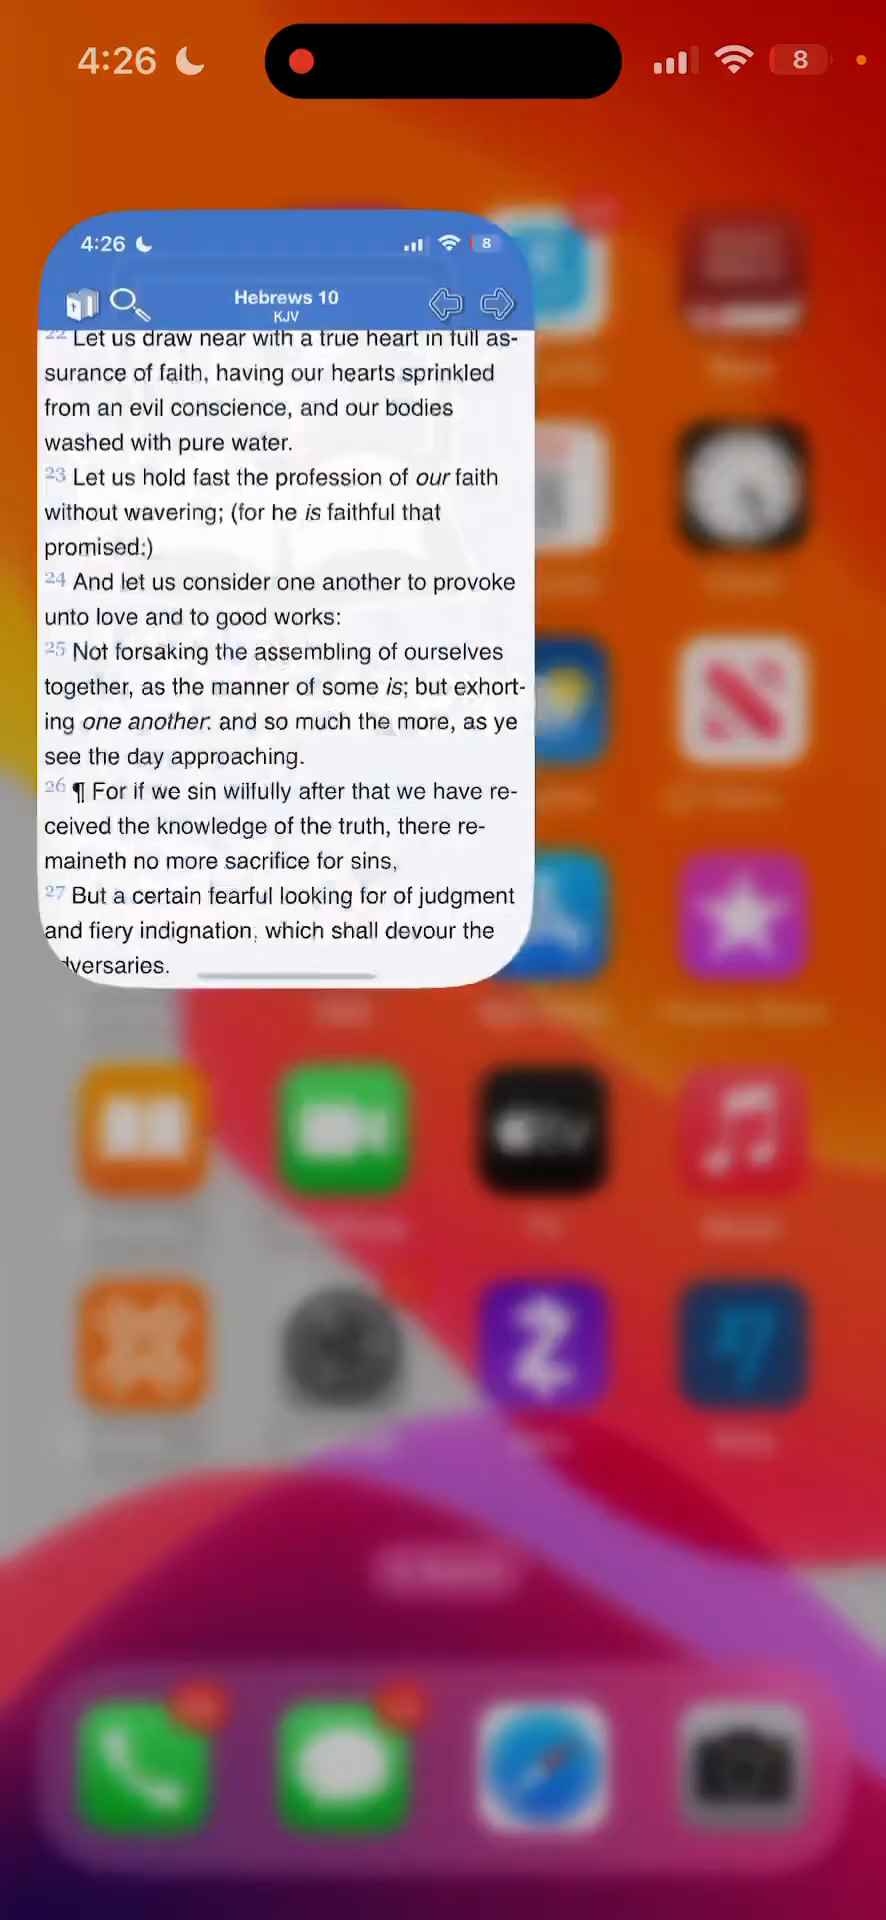 4:26
8
4:26
8
Hebrews 10
KJV
22 Let us draw near with a true heart in full as-
surance of faith, having our hearts sprinkled
from an evil conscience, and our bodies
washed with pure water.
23 Let us hold fast the profession of our faith
without wavering; (for he is faithful that
promised:)
24 And let us consider one another to provoke
unto love and to good works:
25 Not forsaking the assembling of ourselves
together, as the manner of some is; but exhort-
ing one another: and so much the more, as ye
see the day approaching.
26 ¶ For if we sin wilfully after that we have re-
ceived the knowledge of the truth, there re-
maineth no more sacrifice for sins,
27 But a certain fearful looking for of judgment
and fiery indignation, which shall devour the
dversaries.
tv